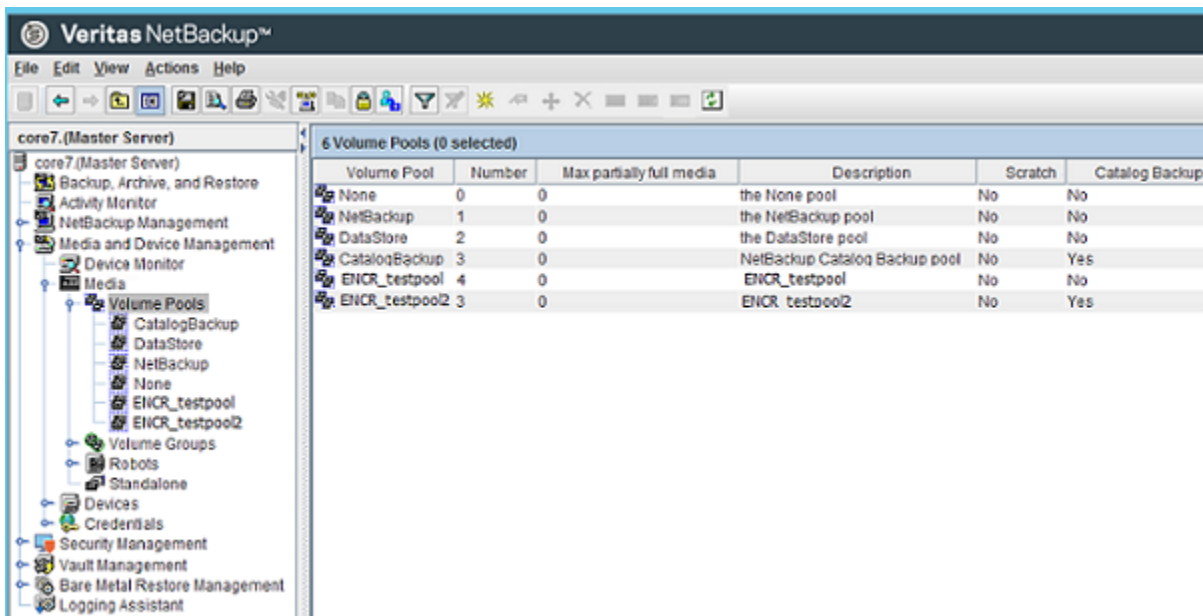 Veritas NetBackup™
File Edit View Actions Help
core7.(Master Server)
core7.(Master Server)
Backup, Archive, and Restore
Activity Monitor
NetBackup Management
Media and Device Management
Device Monitor
Media
Volume Pools
CatalogBackup
DataStore
NetBackup
None
ENCR_testpool
ENCR_testpool2
Volume Groups
Robots
Standalone
Devices
Credentials
Security Management
Vault Management
Bare Metal Restore Management
Logging Assistant
6 Volume Pools (0 selected)
Volume Pool Number Max partially full media Description Scratch Catalog Backup
None 0 0 the None pool No No
NetBackup 1 0 the NetBackup pool No No
DataStore 2 0 the DataStore pool No No
CatalogBackup 3 0 NetBackup Catalog Backup pool No Yes
ENCR_testpool 4 0 ENCR_testpool No No
ENCR_testpool2 3 0 ENCR_testpool2 No Yes